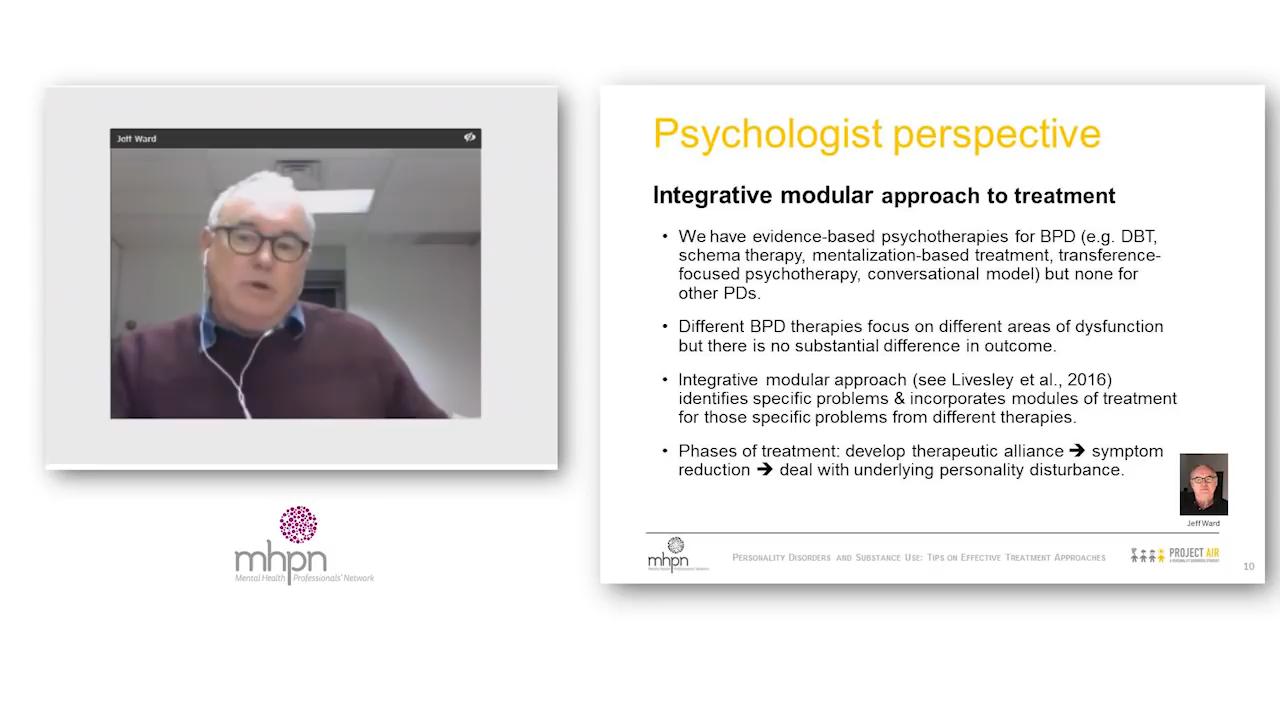 Jeff Ward
mhpn
Mental Health Professionals' Network
Psychologist perspective
Integrative modular approach to treatment
• We have evidence-based psychotherapies for BPD (e.g. DBT,
schema therapy, mentalization-based treatment, transference-
focused psychotherapy, conversational model) but none for
other PDs.
• Different BPD therapies focus on different areas of dysfunction
but there is no substantial difference in outcome.
• Integrative modular approach (see Livesley et al., 2016)
identifies specific problems & incorporates modules of treatment
for those specific problems from different therapies.
• Phases of treatment: develop therapeutic alliance ➔ symptom
reduction ➔ deal with underlying personality disturbance.
Jeff Ward
mhpn
Mental Health Professionals' Network
PERSONALITY DISORDERS AND SUBSTANCE USE: TIPS ON EFFECTIVE TREATMENT APPROACHES
PROJECT AIR
10